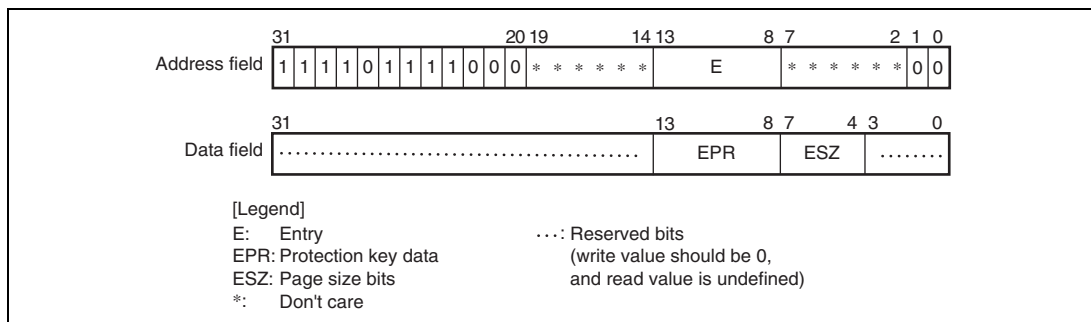 31 20 19 14 13 8 7 2 1 0
Address field 1 1 1 1 0 1 1 1 1 0 0 0 * * * * * * E * * * * * * 0 0
31 13 8 7 4 3 0
Data field ............................................ EPR ESZ ........
[Legend]
E: Entry ...: Reserved bits
EPR: Protection key data (write value should be 0,
ESZ: Page size bits and read value is undefined)
*: Don't care